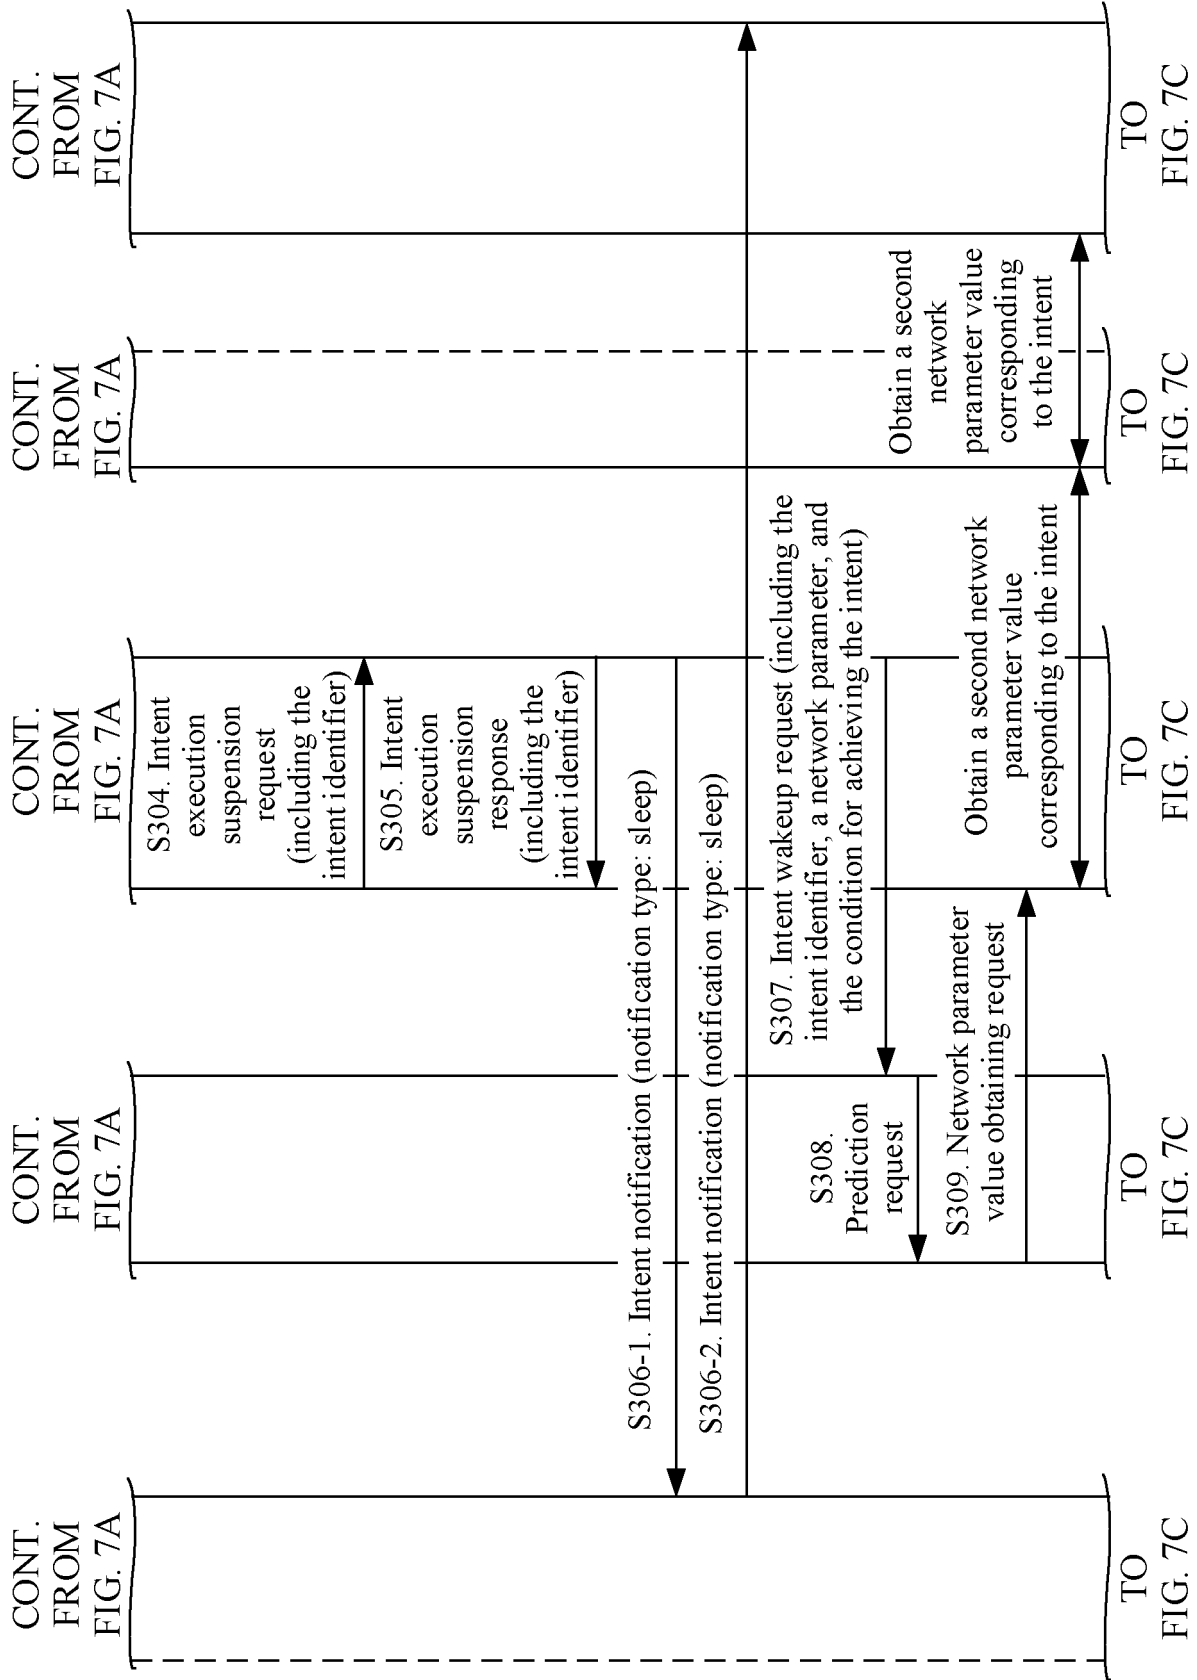 CONT.
FROM
FIG. 7A
CONT.
FROM
FIG. 7A
CONT.
FROM
FIG. 7A
CONT.
FROM
FIG. 7A
CONT.
FROM
FIG. 7A
S304. Intent
execution
suspension
request
(including the
intent identifier)
S305. Intent
execution
suspension
response
(including the
intent identifier)
S306-1. Intent notification (notification type: sleep)
S306-2. Intent notification (notification type: sleep)
S307. Intent wakeup request (including the
intent identifier, a network parameter, and
the condition for achieving the intent)
S308.
Prediction
request
S309. Network parameter
value obtaining request
Obtain a second network
parameter value
corresponding to the intent
Obtain a second
network
parameter value
corresponding
to the intent
TO
FIG. 7C
TO
FIG. 7C
TO
FIG. 7C
TO
FIG. 7C
TO
FIG. 7C